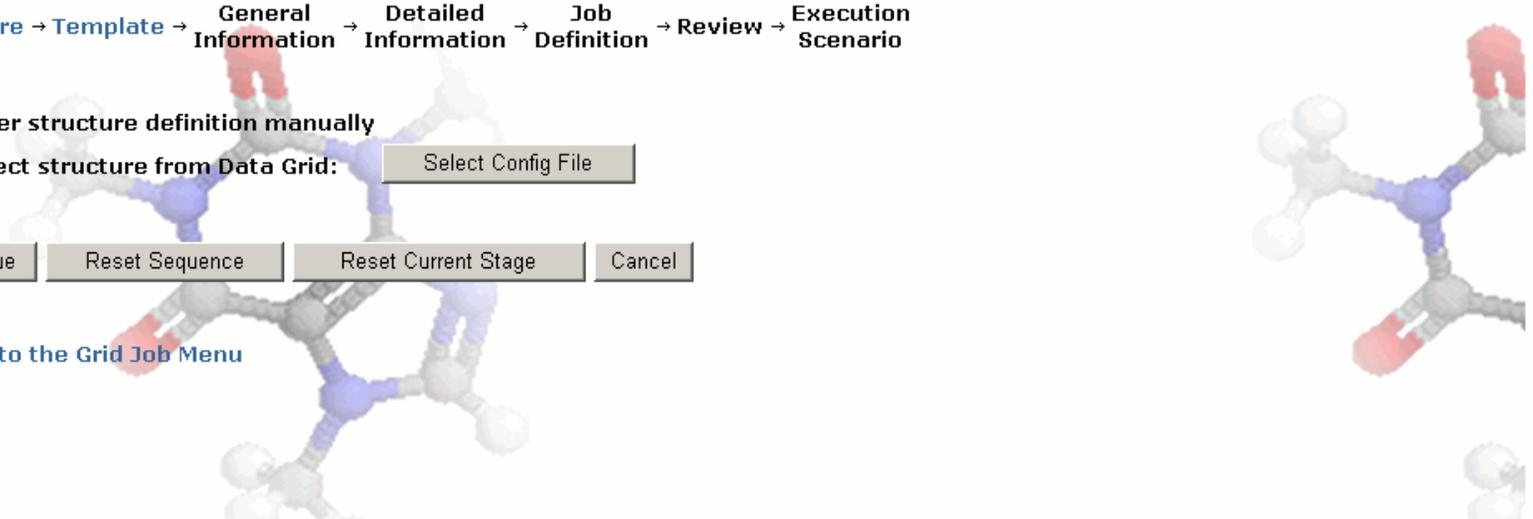 re → Template → General Information → Detailed Information → Job Definition → Review → Execution Scenario
er structure definition manually
ect structure from Data Grid: Select Config File
ue Reset Sequence Reset Current Stage Cancel
to the Grid Job Menu